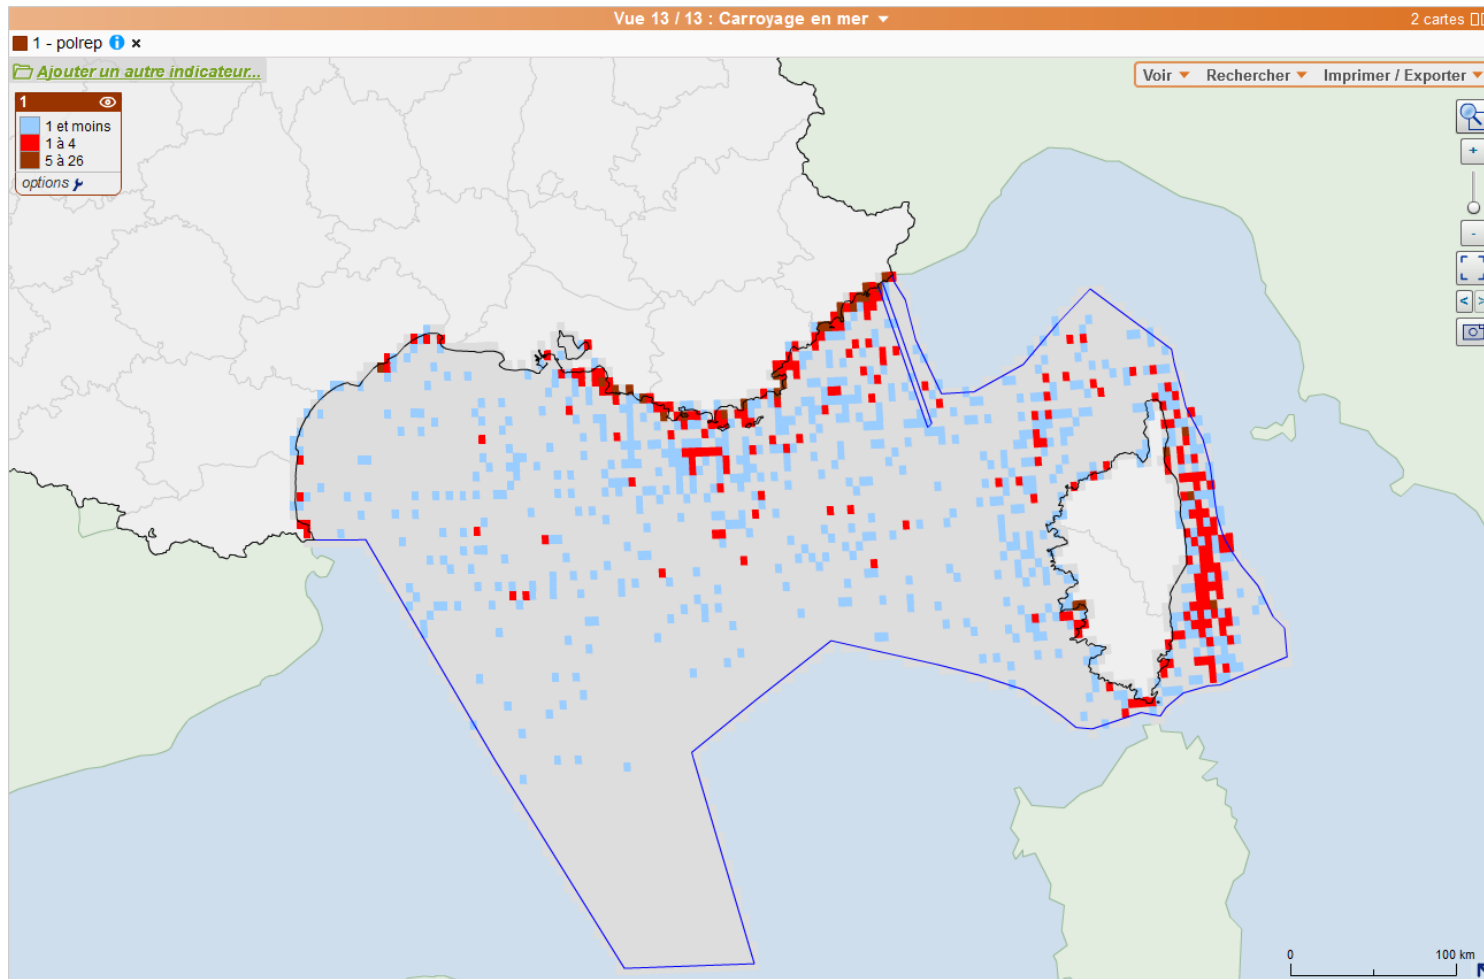 Vue 13 / 13 : Carroyage en mer
2 cartes
1 - polrep
Ajouter un autre indicateur...
Voir Rechercher Imprimer / Exporter
1
1 et moins
1 à 4
5 à 26
options
+
-
< >
0 100 km